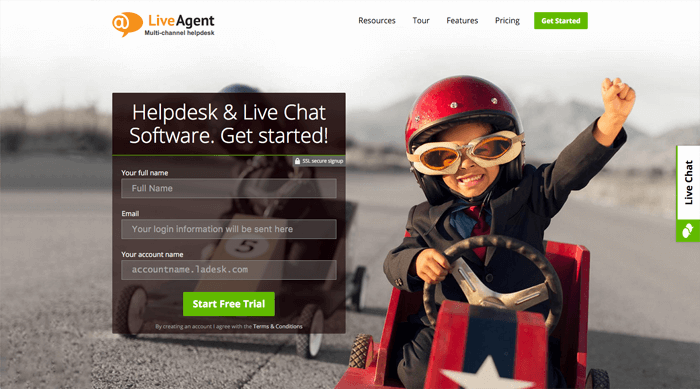 LiveAgent
Multi-channel helpdesk
Resources Tour Features Pricing Get Started
Helpdesk & Live Chat
Software. Get started!
SSL secure signup
Your full name
Full Name
Email
Your login information will be sent here
Your account name
accountname.ladesk.com
Start Free Trial
By creating an account I agree with the Terms & Conditions
Live Chat
5